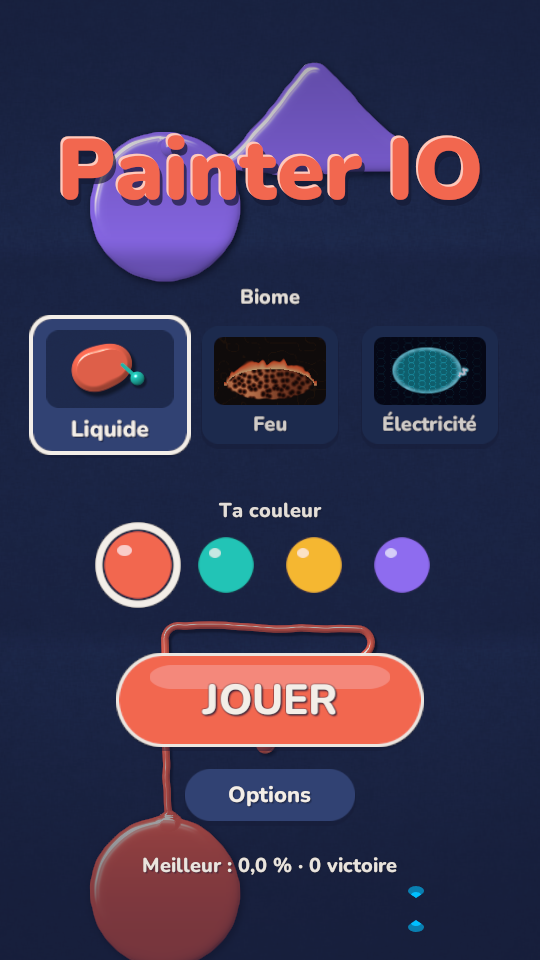 Painter IO
Biome
Liquide
Feu
Électricité
Ta couleur
JOUER
Options
Meilleur : 0,0 % · 0 victoire